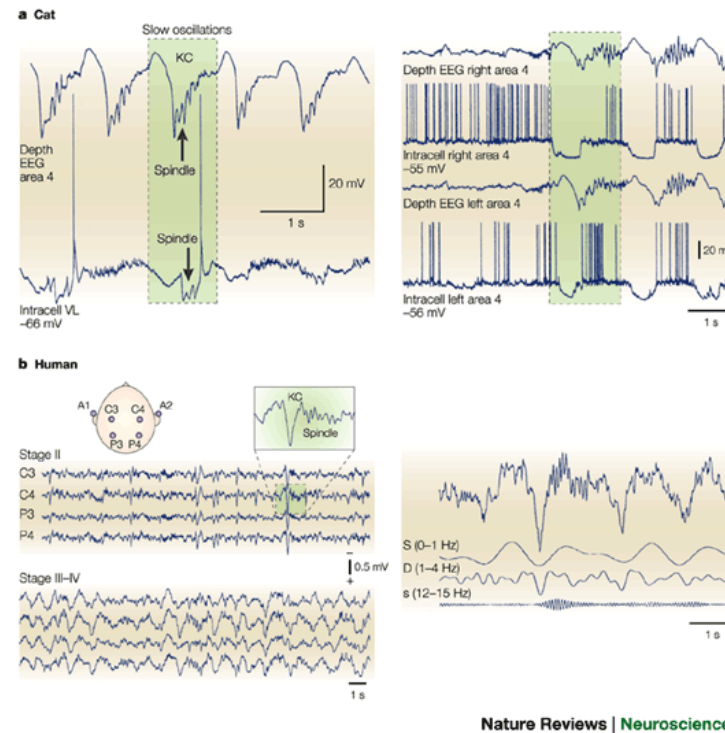 a Cat
Slow oscillations
KC
Depth
EEG
area 4
Spindle
20 mV
1 s
Spindle
Intracell VL
–66 mV
Depth EEG right area 4
Intracell right area 4
–55 mV
Depth EEG left area 4
20 m
Intracell left area 4
–56 mV
1 s
b Human
A1 C3 C4 A2
P3 P4
KC
Spindle
Stage II
C3
C4
P3
P4
–
0.5 mV
+
Stage III–IV
1 s
S (0–1 Hz)
D (1–4 Hz)
s (12–15 Hz)
1 s
Nature Reviews | Neuroscience